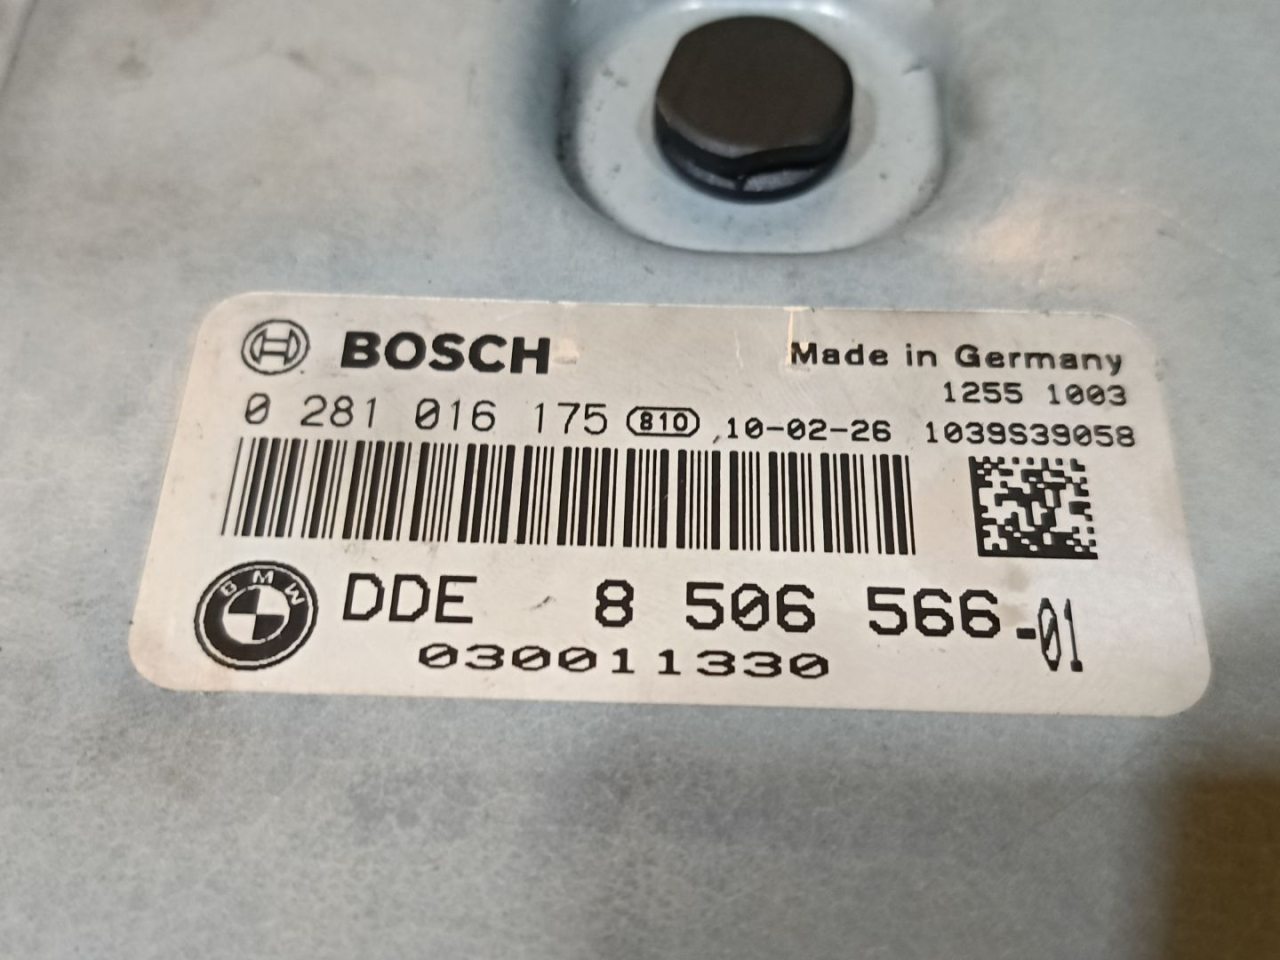 BOSCH
Made in Germany
1255 1003
0 281 016 175 810 10-02-26 1039S39058
BMW
DDE 8 506 566-01
030011330